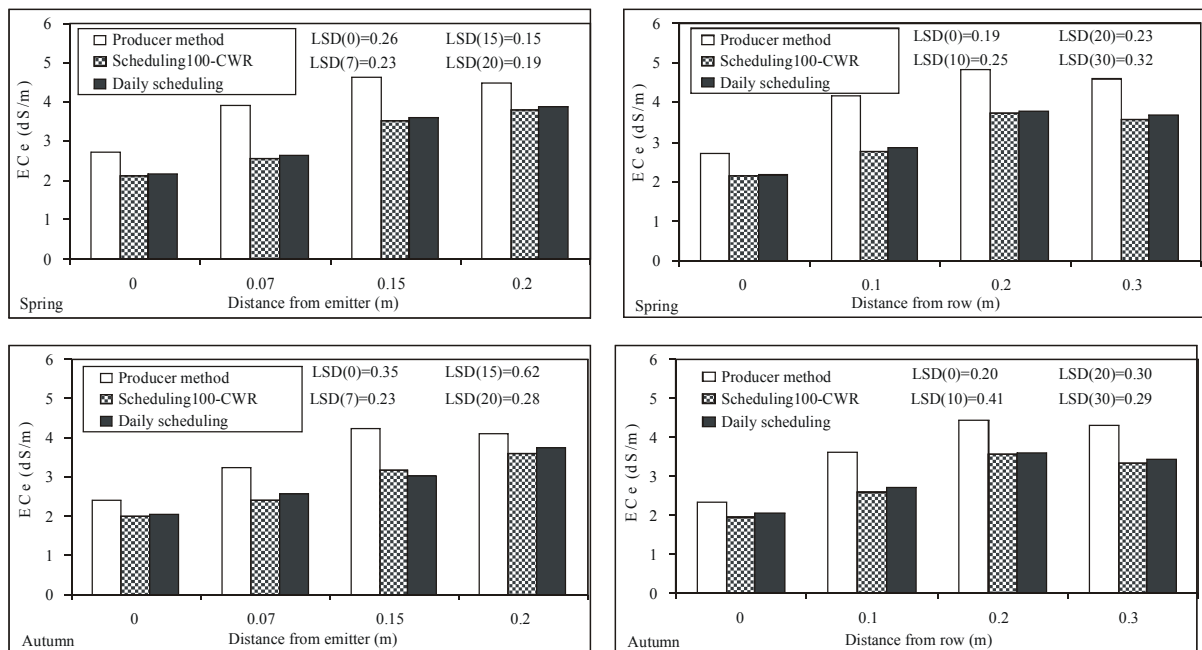 6
5
4
3
2
1
0
ECe (dS/m)
Producer method
Scheduling100-CWR
Daily scheduling
LSD(0)=0.26 LSD(15)=0.15
LSD(7)=0.23 LSD(20)=0.19
0 0.07 0.15 0.2
Distance from emitter (m)
Spring
6
5
4
3
2
1
0
ECe (dS/m)
Producer method
Scheduling100-CWR
Daily scheduling
LSD(0)=0.19 LSD(20)=0.23
LSD(10)=0.25 LSD(30)=0.32
0 0.1 0.2 0.3
Distance from row (m)
Spring
6
5
4
3
2
1
0
ECe (dS/m)
Producer method
Scheduling100-CWR
Daily scheduling
LSD(0)=0.35 LSD(15)=0.62
LSD(7)=0.23 LSD(20)=0.28
0 0.07 0.15 0.2
Distance from emitter (m)
Autumn
6
5
4
3
2
1
0
ECe (dS/m)
Producer method
Scheduling100-CWR
Daily scheduling
LSD(0)=0.20 LSD(20)=0.30
LSD(10)=0.41 LSD(30)=0.29
0 0.1 0.2 0.3
Distance from row (m)
Autumn